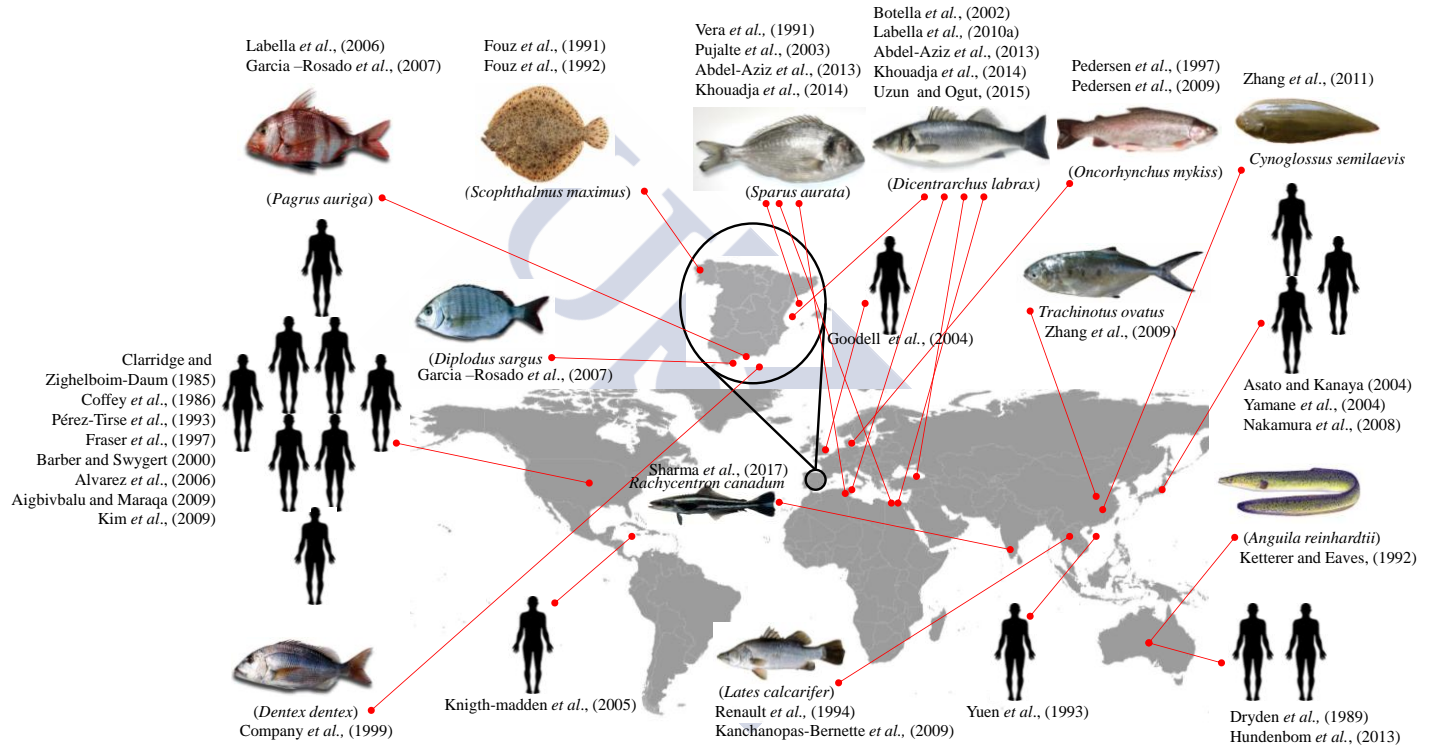 Labella et al., (2006)
Garcia –Rosado et al., (2007)
(Pagrus auriga)
Fouz et al., (1991)
Fouz et al., (1992)
(Scophthalmus maximus)
Vera et al., (1991)
Pujalte et al., (2003)
Abdel-Aziz et al., (2013)
Khouadja et al., (2014)
(Sparus aurata)
Botella et al., (2002)
Labella et al., (2010a)
Abdel-Aziz et al., (2013)
Khouadja et al., (2014)
Uzun and Ogut, (2015)
(Dicentrarchus labrax)
Pedersen et al., (1997)
Pedersen et al., (2009)
(Oncorhynchus mykiss)
Zhang et al., (2011)
Cynoglossus semilaevis
(Diplodus sargus
Garcia –Rosado et al., (2007)
Goodell et al., (2004)
Trachinotus ovatus
Zhang et al., (2009)
Clarridge and
Zighelboim-Daum (1985)
Coffey et al., (1986)
Pérez-Tirse et al., (1993)
Fraser et al., (1997)
Barber and Swygert (2000)
Alvarez et al., (2006)
Aigbivbalu and Maraqa (2009)
Kim et al., (2009)
Asato and Kanaya (2004)
Yamane et al., (2004)
Nakamura et al., (2008)
Sharma et al., (2017)
Rachycentron canadum
(Anguila reinhardtii)
Ketterer and Eaves, (1992)
(Dentex dentex)
Company et al., (1999)
Knigth-madden et al., (2005)
(Lates calcarifer)
Renault et al., (1994)
Kanchanopas-Bernette et al., (2009)
Yuen et al., (1993)
Dryden et al., (1989)
Hundenbom et al., (2013)